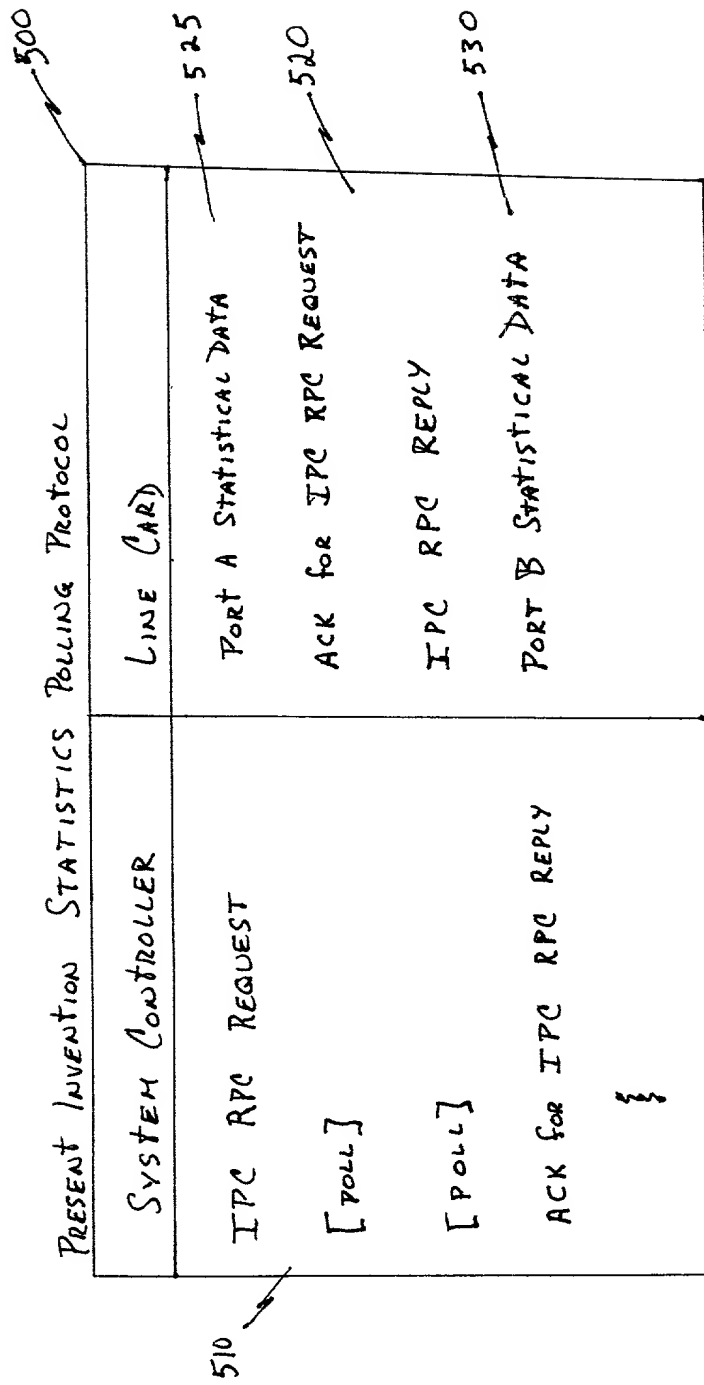 PRESENT INVENTION STATISTICS POLLING PROTOCOL
500
SYSTEM CONTROLLER
LINE CARD
IPC RPC REQUEST
PORT A STATISTICAL DATA
525
510
[POLL]
ACK for IPC RPC REQUEST
520
[POLL]
IPC RPC REPLY
ACK for IPC RPC REPLY
PORT B STATISTICAL DATA
530